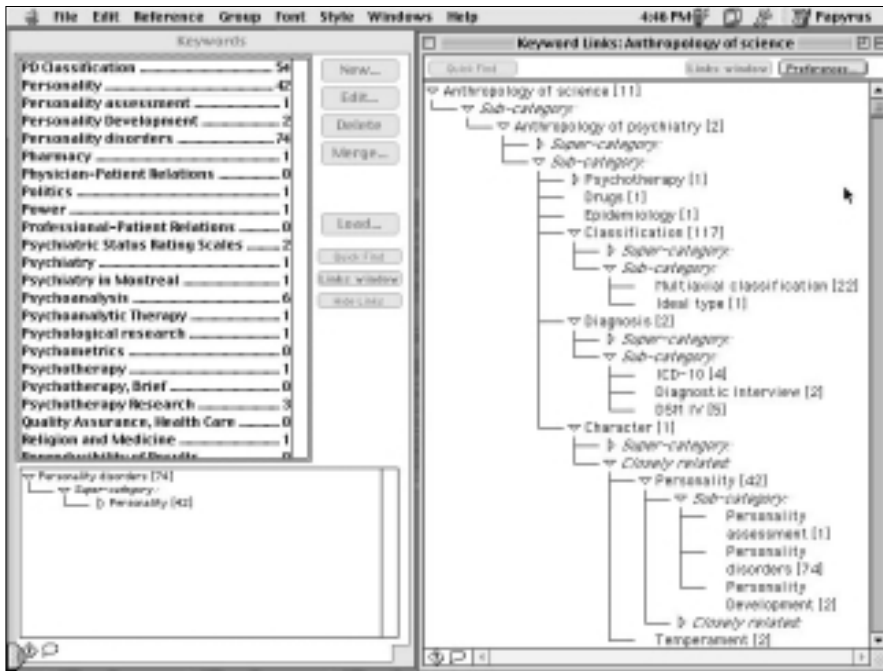 File Edit Reference Group Font Style Windows Help 4:46 PM Papyrus
Keywords
PD Classification 54
Personality 42
Personality assessment 1
Personality Development 2
Personality disorders 74
Pharmacy 1
Physician-Patient Relations 0
Politics 1
Power 1
Professional-Patient Relations 0
Psychiatric Status Rating Scales 2
Psychiatry 1
Psychiatry in Montreal 1
Psychoanalysis 6
Psychoanalytic Therapy 1
Psychological research 1
Psychometrics 0
Psychotherapy 1
Psychotherapy, Brief 0
Psychotherapy Research 3
Quality Assurance, Health Care 0
Religion and Medicine 1
Reproducibility of Results 0
New...
Edit...
Delete
Merge...
Load...
Quick Find
Links window
Hide Links
Personality disorders [74]
Super-category:
Personality [42]
Keyword Links: Anthropology of science
Quick Find Links window Preferences...
Anthropology of science [11]
Sub-category:
Anthropology of psychiatry [2]
Super-category:
Sub-category:
Psychotherapy [1]
Drugs [1]
Epidemiology [1]
Classification [117]
Super-category:
Sub-category:
Multiaxial classification [22]
Ideal type [1]
Diagnosis [2]
Super-category:
Sub-category:
ICD-10 [4]
Diagnostic Interview [2]
DSM IV [5]
Character [1]
Super-category:
Closely related:
Personality [42]
Sub-category:
Personality
assessment [1]
Personality
disorders [74]
Personality
Development [2]
Closely related:
Temperament [2]